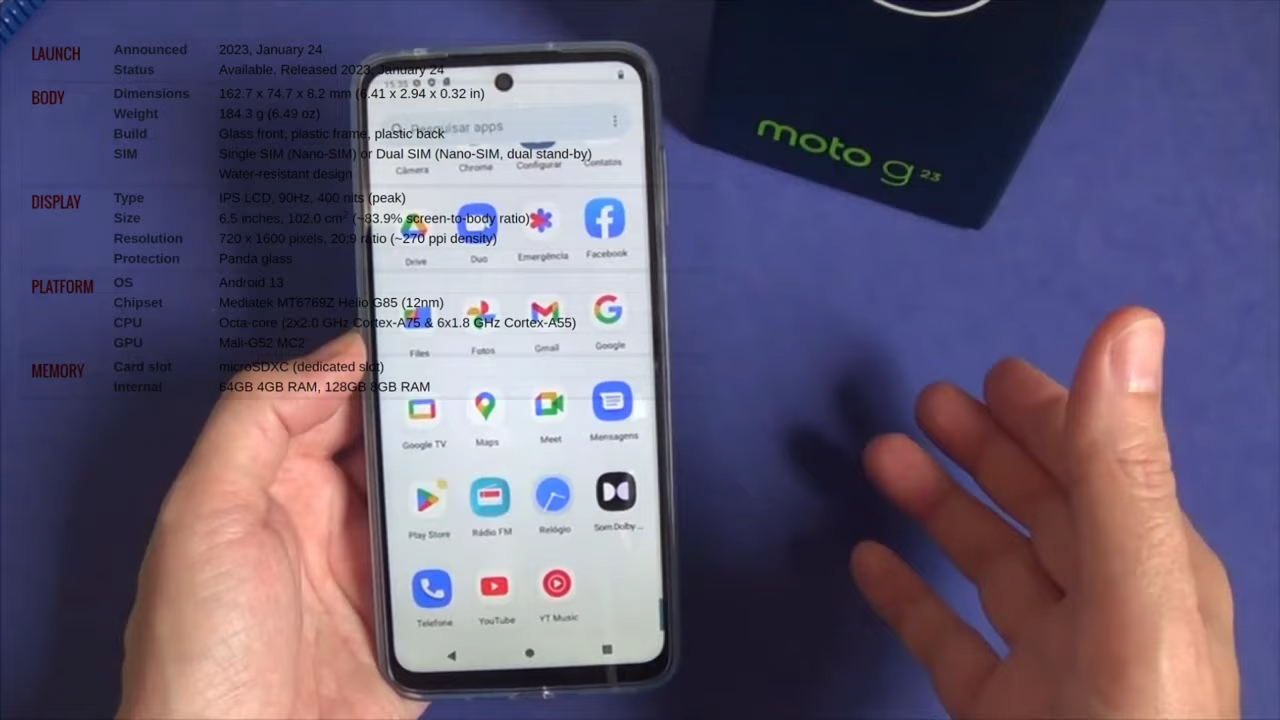 LAUNCH Announced 2023, January 24
Status Available. Released 2023, January 24
BODY Dimensions 162.7 x 74.7 x 8.2 mm (6.41 x 2.94 x 0.32 in)
Weight 184.3 g (6.49 oz)
Build Glass front, plastic frame, plastic back
SIM Single SIM (Nano-SIM) or Dual SIM (Nano-SIM, dual stand-by)
Water-resistant design
DISPLAY Type IPS LCD, 90Hz, 400 nits (peak)
Size 6.5 inches, 102.0 cm² (~83.9% screen-to-body ratio)
Resolution 720 x 1600 pixels, 20:9 ratio (~270 ppi density)
Protection Panda glass
PLATFORM OS Android 13
Chipset Mediatek MT6769Z Helio G85 (12nm)
CPU Octa-core (2x2.0 GHz Cortex-A75 & 6x1.8 GHz Cortex-A55)
GPU Mali-G52 MC2
MEMORY Card slot microSDXC (dedicated slot)
Internal 64GB 4GB RAM, 128GB 8GB RAM
15:35
Pesquisar apps
Câmera Chrome Configurar Contatos
Drive Duo Emergência Facebook
Files Fotos Gmail Google
Google TV Maps Meet Mensagens
Play Store Rádio FM Relógio Som Dolby ...
Telefone YouTube YT Music
moto g 23